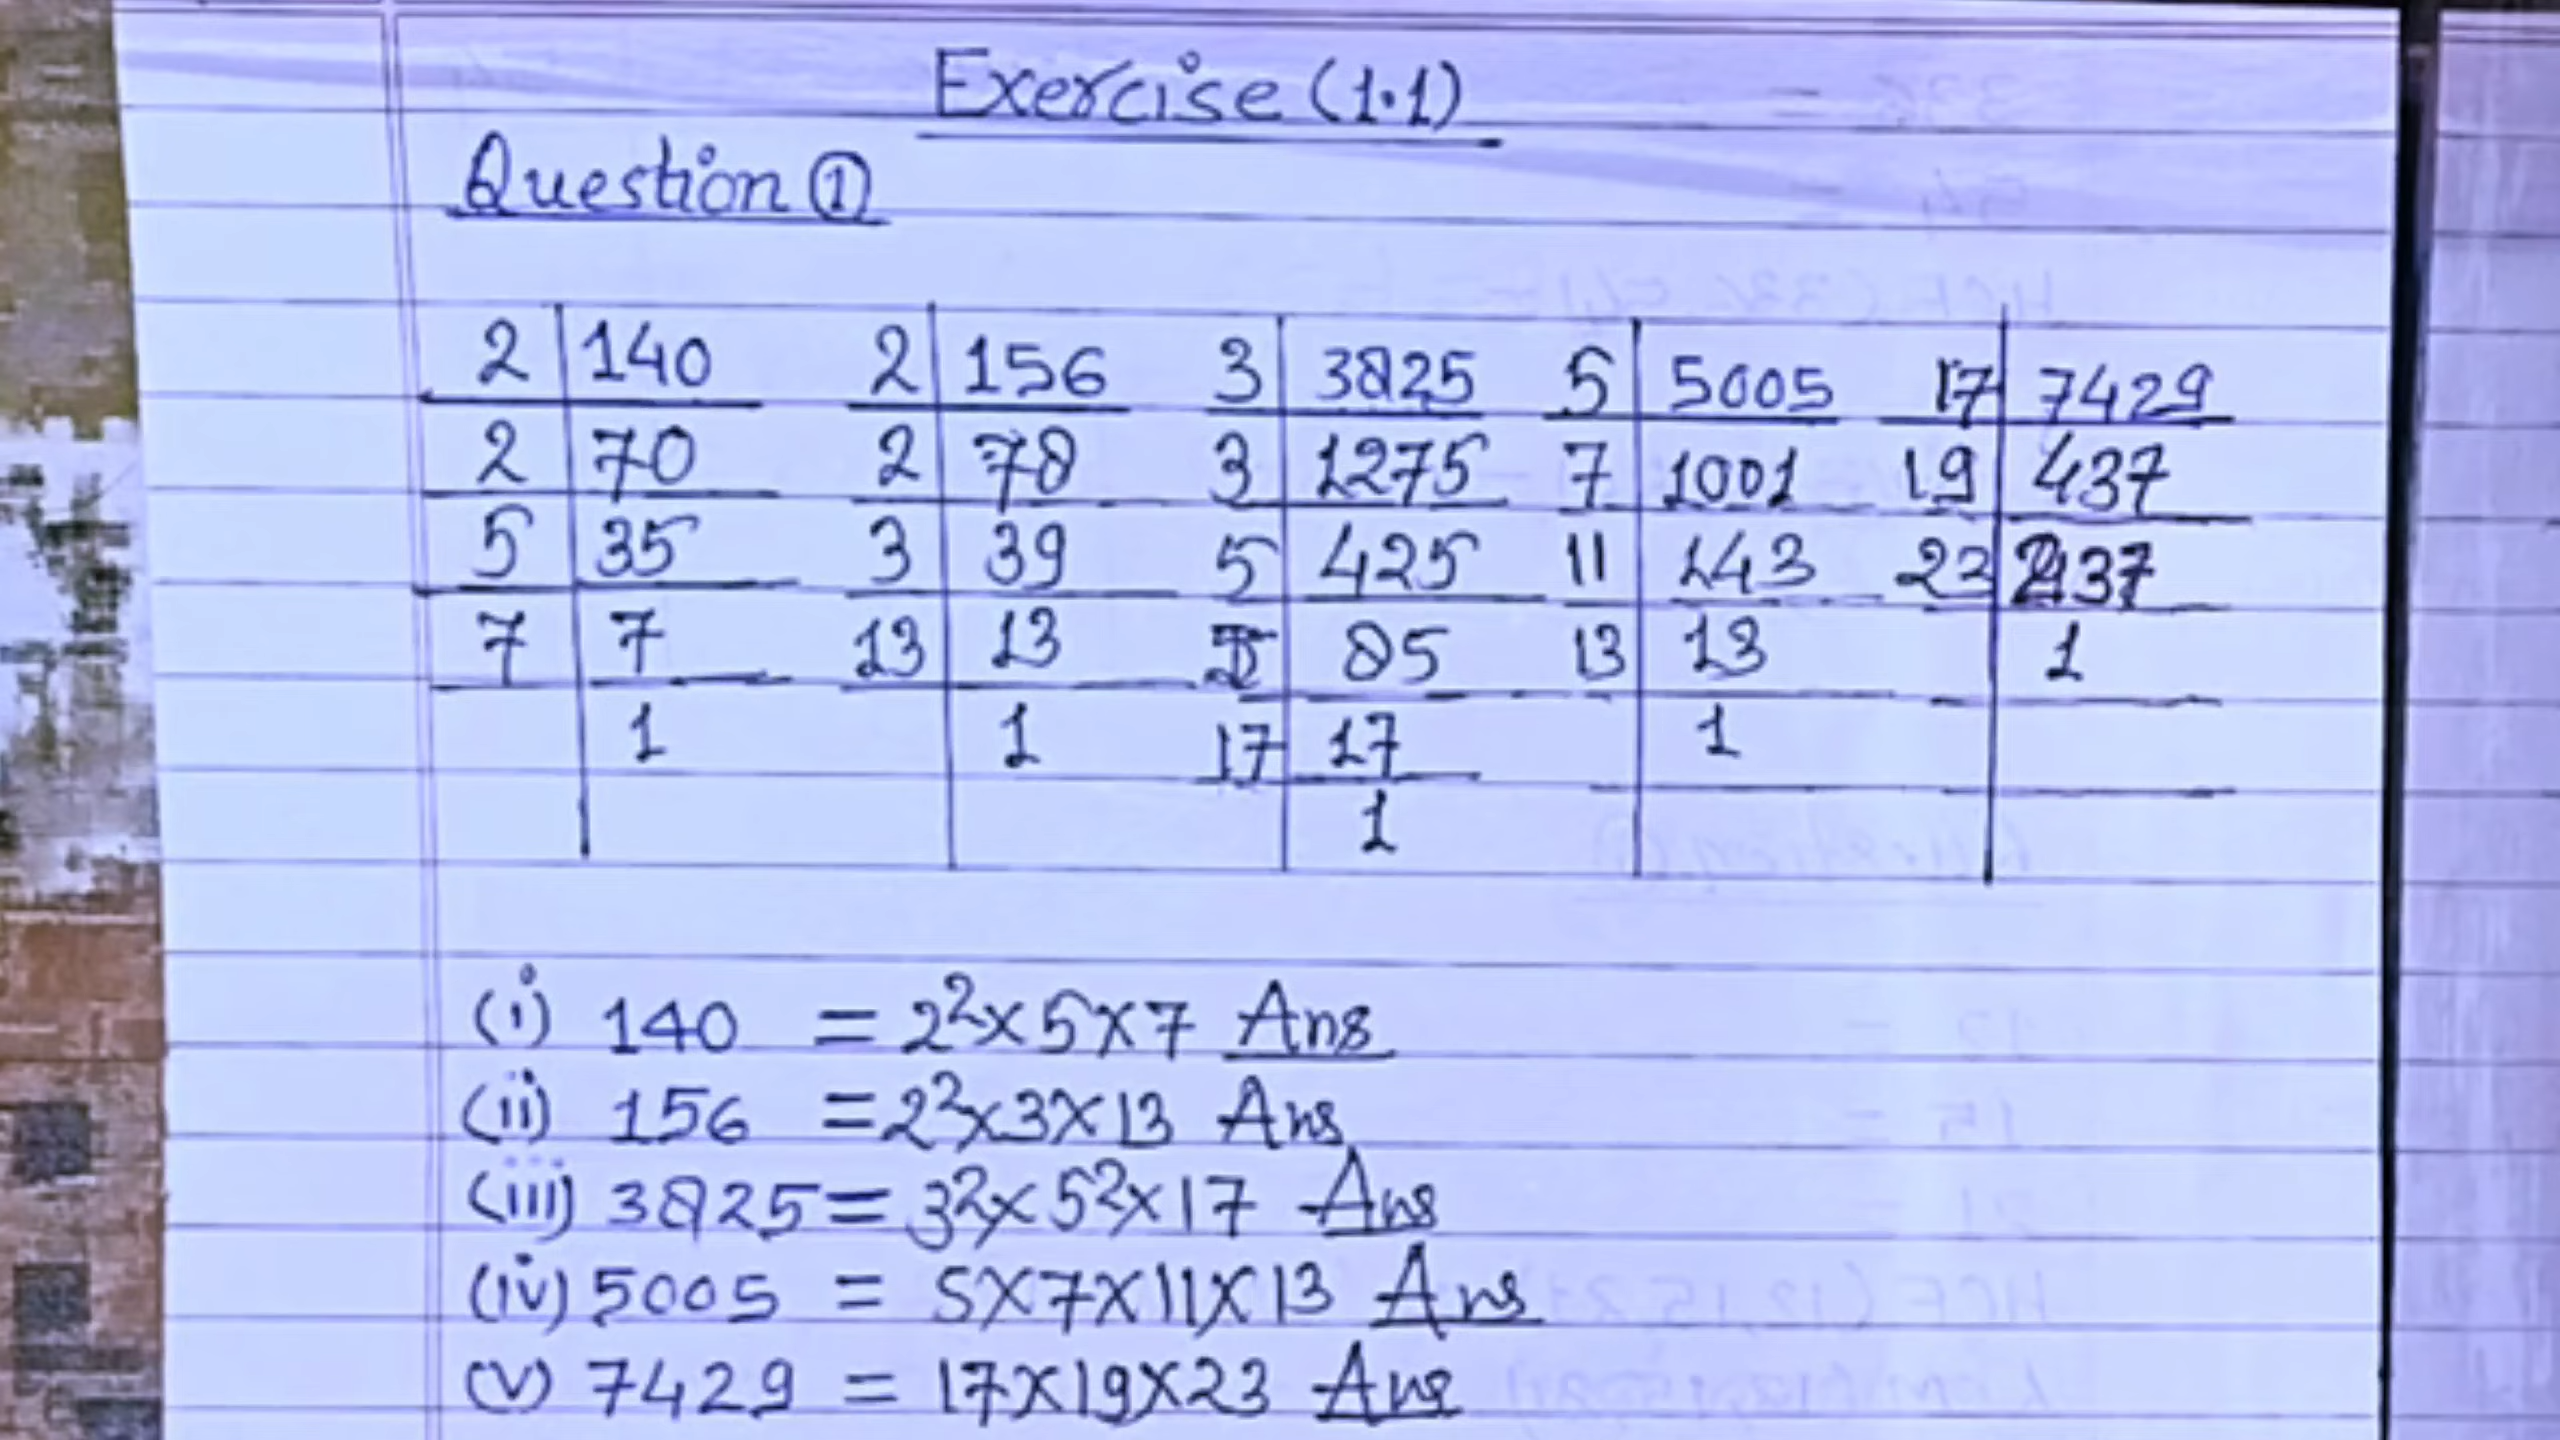 Exercise (1.1)
Question ①
2 140 2 156 3 3825 5 5005 17 7429
2 70 2 78 3 1275 7 1001 19 437
5 35 3 39 5 425 11 143 23
7 7 13 13 85 13 13 1
1 1 17 17 1
1
(i) 140 = 2²×5×7 Ans
(ii) 156 = 2²×3×13 Ans
(iii) 3825 = 3²×5²×17 Ans
(iv) 5005 = 5×7×11×13 Ans
(v) 7429 = 17×19×23 Ans